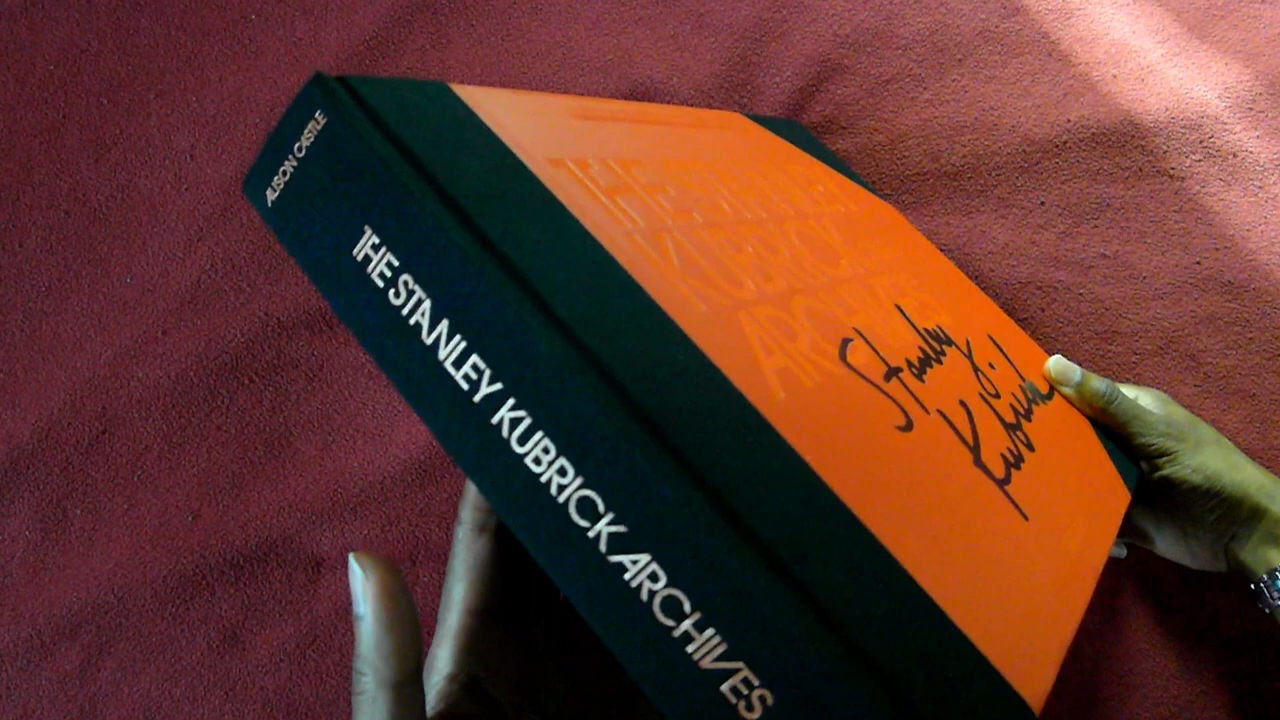 ALISON CASTLE
THE STANLEY KUBRICK ARCHIVES
THE STANLEY
KUBRICK
ARCHIVES
Stanley
Kubrick